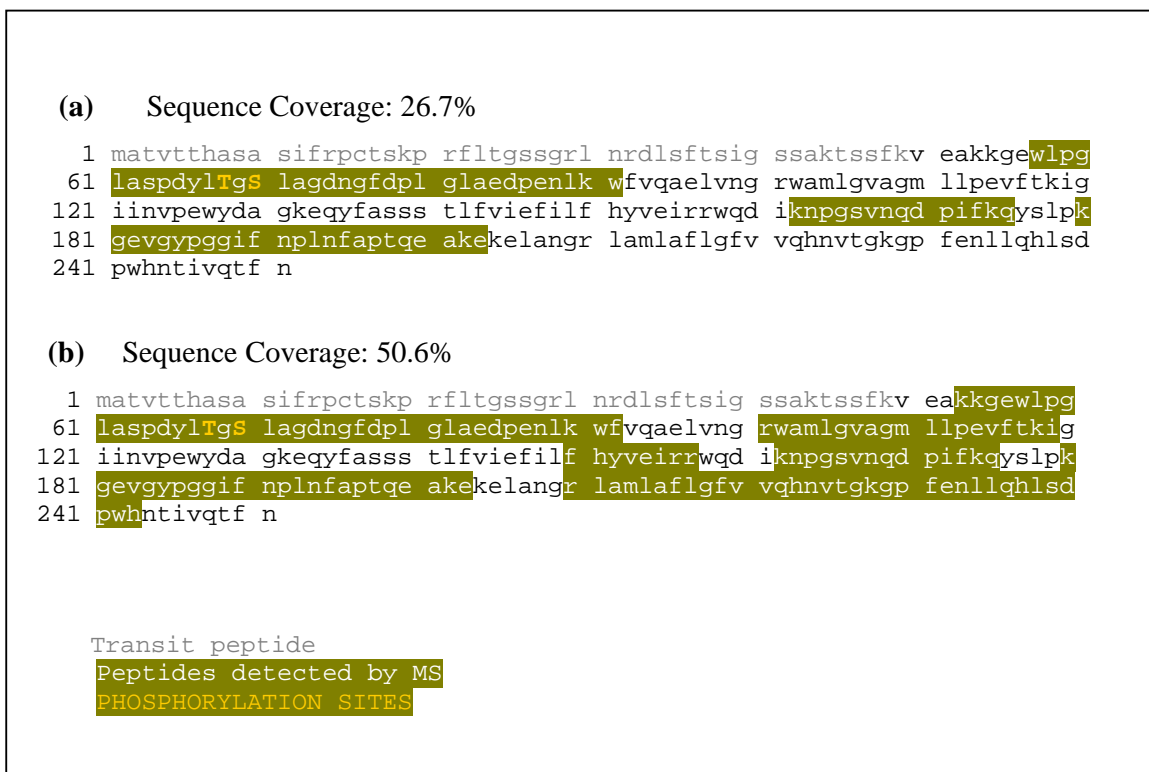 (a) Sequence Coverage: 26.7%
1 matvtthasa sifrpctskp rfltgssgrl nrdlsftsig ssaktssfkv eakkgewlpg
61 laspdylTgS lagdngfdpl glaedpenlk wfvqaelvng rwamlgvagm llpevftkig
121 iinvpewyda gkeqyfasss tlfviefilf hyveirrwqd iknpgsvnqd pifkqyslpk
181 gevgypggif nplnfaptqe akekelangr lamlaflgfv vqhnvtgkgp fenllqhlsd
241 pwhntivqtf n
(b) Sequence Coverage: 50.6%
1 matvtthasa sifrpctskp rfltgssgrl nrdlsftsig ssaktssfkv eakkgewlpg
61 laspdylTgS lagdngfdpl glaedpenlk wfvqaelvng rwamlgvagm llpevftkig
121 iinvpewyda gkeqyfasss tlfviefilf hyveirrwqd iknpgsvnqd pifkqyslpk
181 gevgypggif nplnfaptqe akekelangr lamlaflgfv vqhnvtgkgp fenllqhlsd
241 pwhntivqtf n
Transit peptide
Peptides detected by MS
PHOSPHORYLATION SITES